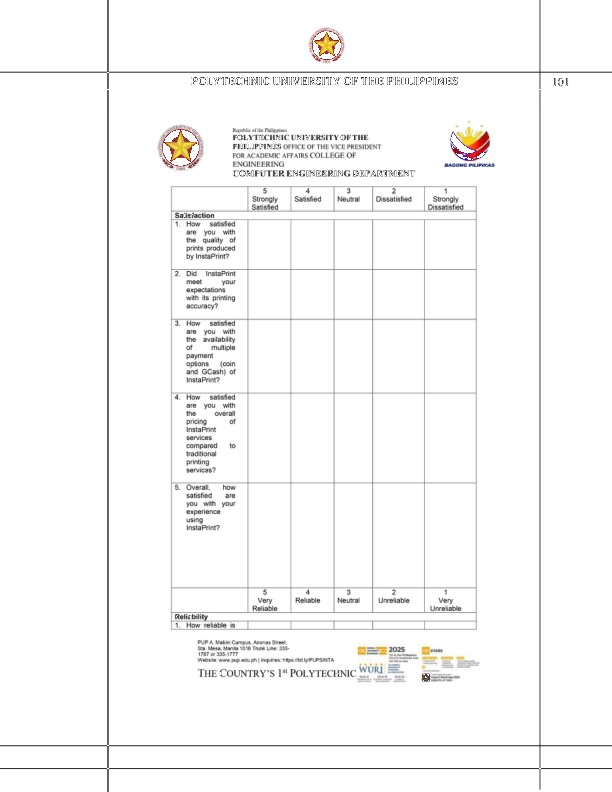 POLYTECHNIC UNIVERSITY OF THE PHILIPPINES
101
Republic of the Philippines
POLYTECHNIC UNIVERSITY OF THE
PHILIPPINES OFFICE OF THE VICE PRESIDENT
FOR ACADEMIC AFFAIRS COLLEGE OF
ENGINEERING
COMPUTER ENGINEERING DEPARTMENT
BAGONG PILIPINAS
5 4 3 2 1
Strongly Satisfied Neutral Dissatisfied Strongly
Satisfied Dissatisfied
Satisfaction
1. How satisfied
are you with
the quality of
prints produced
by InstaPrint?
2. Did InstaPrint
meet your
expectations
with its printing
accuracy?
3. How satisfied
are you with
the availability
of multiple
payment
options (coin
and GCash) of
InstaPrint?
4. How satisfied
are you with
the overall
pricing of
InstaPrint
services
compared to
traditional
printing
services?
5. Overall, how
satisfied are
you with your
experience
using
InstaPrint?
5 4 3 2 1
Very Reliable Neutral Unreliable Very
Reliable Unreliable
Reliability
1. How reliable is
PUP A. Mabini Campus, Anonas Street,
Sta. Mesa, Manila 1016 Trunk Line: 335-
1787 or 335-1777
Website: www.pup.edu.ph | Inquiries: https://bit.ly/PUPSINTA
THE COUNTRY'S 1st POLYTECHNIC
WURI
2025
STARS